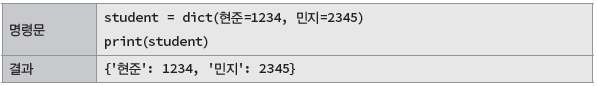 명령문
student = dict(현준=1234, 민지=2345)
print(student)
결과
{'현준': 1234, '민지': 2345}